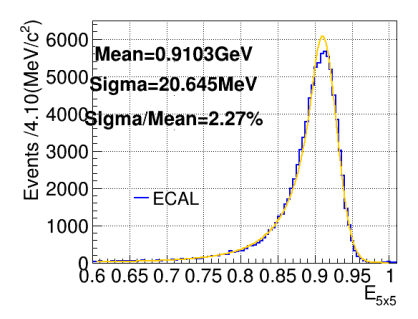 Events /4.10(MeV/c²)
6000
5000
4000
3000
2000
1000
0
Mean=0.9103GeV
Sigma=20.645MeV
Sigma/Mean=2.27%
ECAL
0.6 0.65 0.7 0.75 0.8 0.85 0.9 0.95 1
E5x5